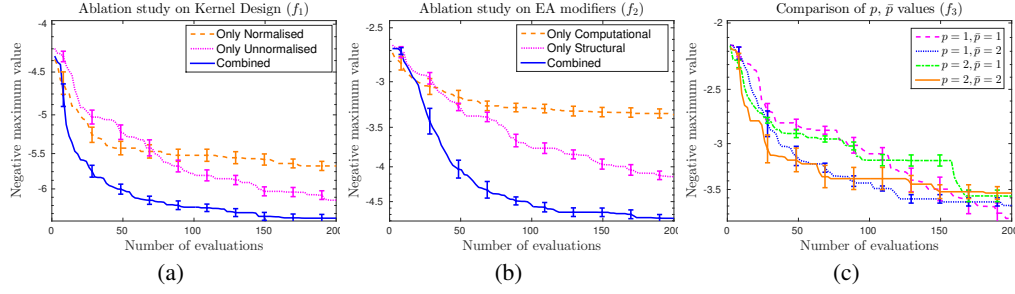 Ablation study on Kernel Design (f₁)
Only Normalised
Only Unnormalised
Combined
Negative maximum value
-4
-4.5
-5
-5.5
-6
0
50
100
150
200
Number of evaluations
(a)
Ablation study on EA modifiers (f₂)
Only Computational
Only Structural
Combined
Negative maximum value
-2.5
-3
-3.5
-4
-4.5
0
50
100
150
200
Number of evaluations
(b)
Comparison of p, p̄ values (f₃)
p = 1, p̄ = 1
p = 1, p̄ = 2
p = 2, p̄ = 1
p = 2, p̄ = 2
Negative maximum value
-2
-2.5
-3
-3.5
0
50
100
150
200
Number of evaluations
(c)